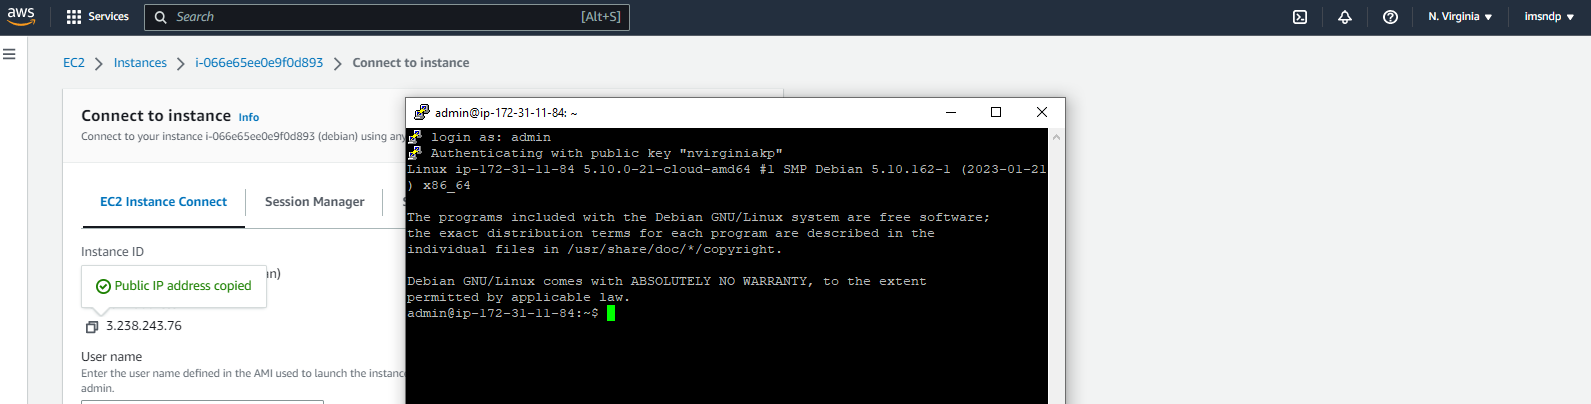 aws Services Search [Alt+S] N. Virginia ▼ imsndp ▼
EC2 > Instances > i-066e65ee0e9f0d893 > Connect to instance
Connect to instance Info
Connect to your instance i-066e65ee0e9f0d893 (debian) using
EC2 Instance Connect Session Manager
Instance ID
Public IP address copied
3.238.243.76
User name
Enter the user name defined in the AMI used to launch the
admin.
admin@ip-172-31-11-84: ~
login as: admin
Authenticating with public key "nvirginiakp"
Linux ip-172-31-11-84 5.10.0-21-cloud-amd64 #1 SMP Debian 5.10.162-1 (2023-01-21
) x86_64
The programs included with the Debian GNU/Linux system are free software;
the exact distribution terms for each program are described in the
individual files in /usr/share/doc/*/copyright.
Debian GNU/Linux comes with ABSOLUTELY NO WARRANTY, to the extent
permitted by applicable law.
admin@ip-172-31-11-84:~$